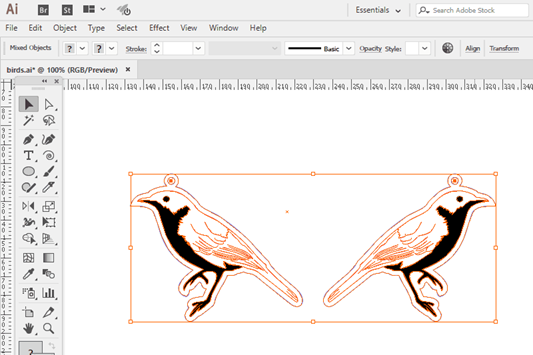 Ai Br St Essentials Search Adobe Stock
File Edit Object Type Select Effect View Window Help
Mixed Objects ? ? Stroke: Basic Opacity Style: Align Transform
birds.ai* @ 100% (RGB/Preview) ×
100 110 120 130 140 150 160 170 180 190 200 210 220 230 240 250 260 270 280 290 300 310 320 330 340
T
?